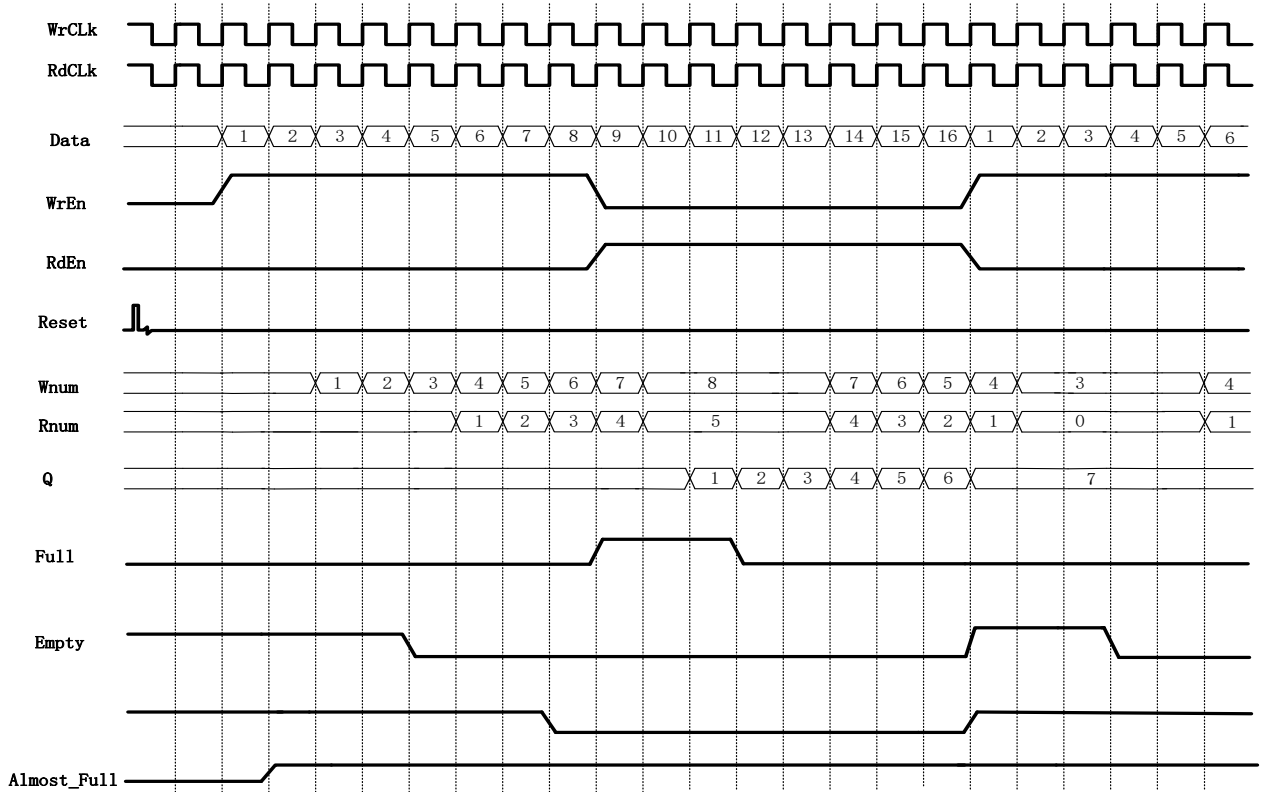 WrCLk
RdCLk
Data 1 2 3 4 5 6 7 8 9 10 11 12 13 14 15 16 1 2 3 4 5 6
WrEn
RdEn
Reset
Wnum 1 2 3 4 5 6 7 8 7 6 5 4 3 4
Rnum 1 2 3 4 5 4 3 2 1 0 1
Q 1 2 3 4 5 6 7
Full
Empty
Almost_Full